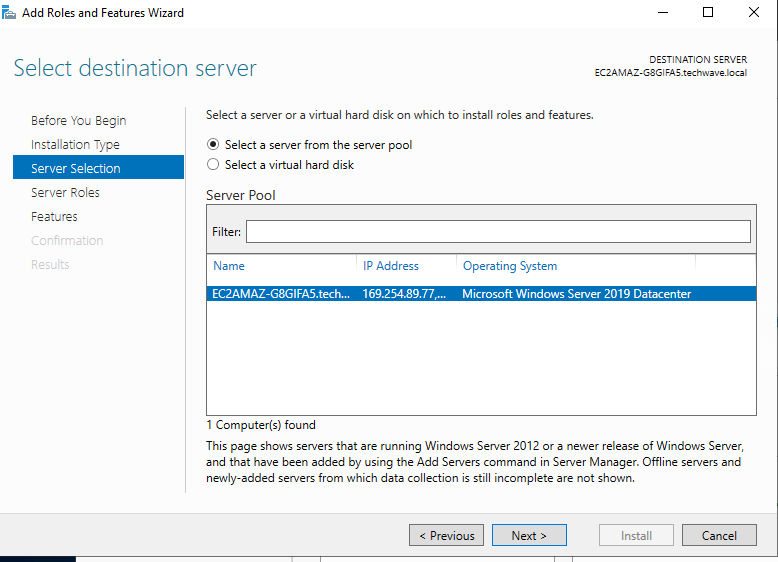 Add Roles and Features Wizard
Select destination server
DESTINATION SERVER
EC2AMAZ-G8GIFA5.techwave.local
Before You Begin
Installation Type
Server Selection
Server Roles
Features
Confirmation
Results
Select a server or a virtual hard disk on which to install roles and features.
Select a server from the server pool
Select a virtual hard disk
Server Pool
Filter:
Name IP Address Operating System
EC2AMAZ-G8GIFA5.tech... 169.254.89.77,... Microsoft Windows Server 2019 Datacenter
1 Computer(s) found
This page shows servers that are running Windows Server 2012 or a newer release of Windows Server,
and that have been added by using the Add Servers command in Server Manager. Offline servers and
newly-added servers from which data collection is still incomplete are not shown.
< Previous Next > Install Cancel